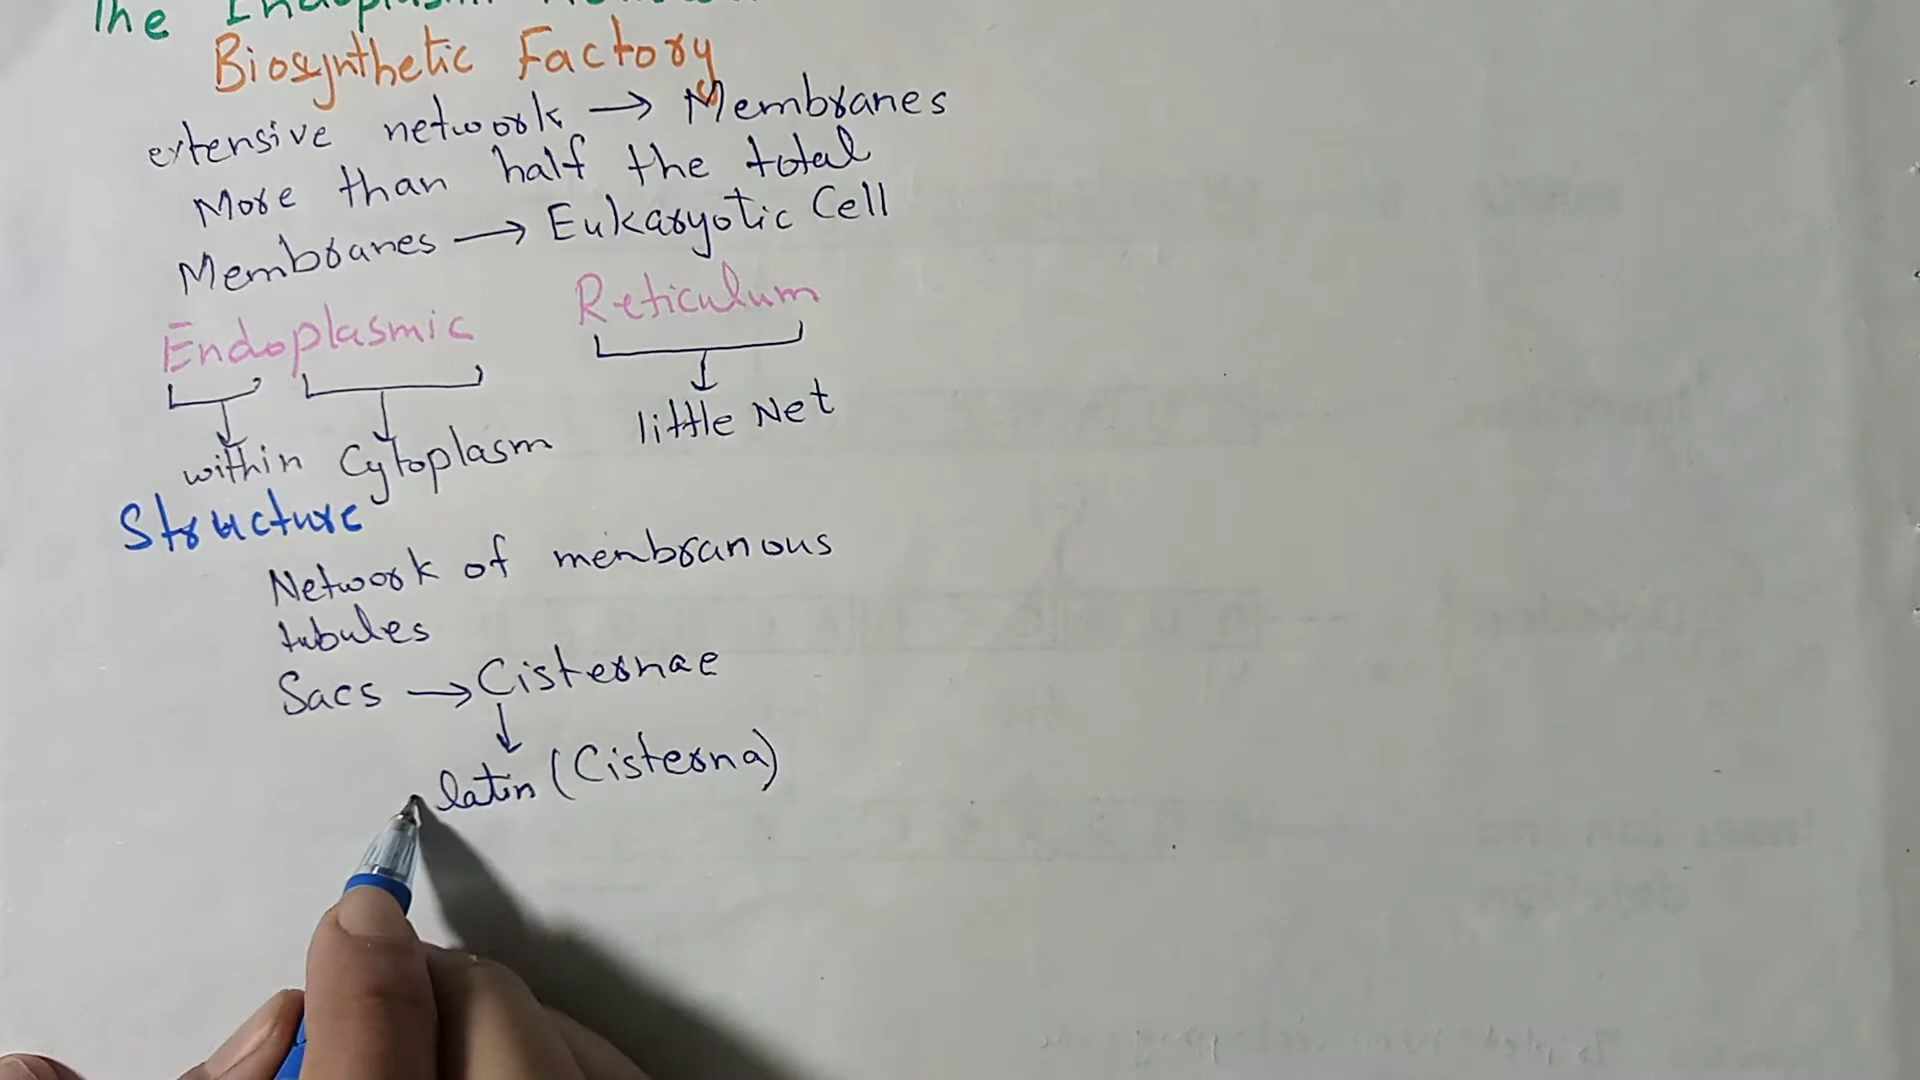 The Endoplasmic
Biosynthetic Factory
extensive network → Membranes
More than half the total
Membranes → Eukaryotic Cell
Endoplasmic Reticulum
within Cytoplasm little Net
Structure
Network of membranous
tubules
Sacs → Cisternae
latin (Cisterna)